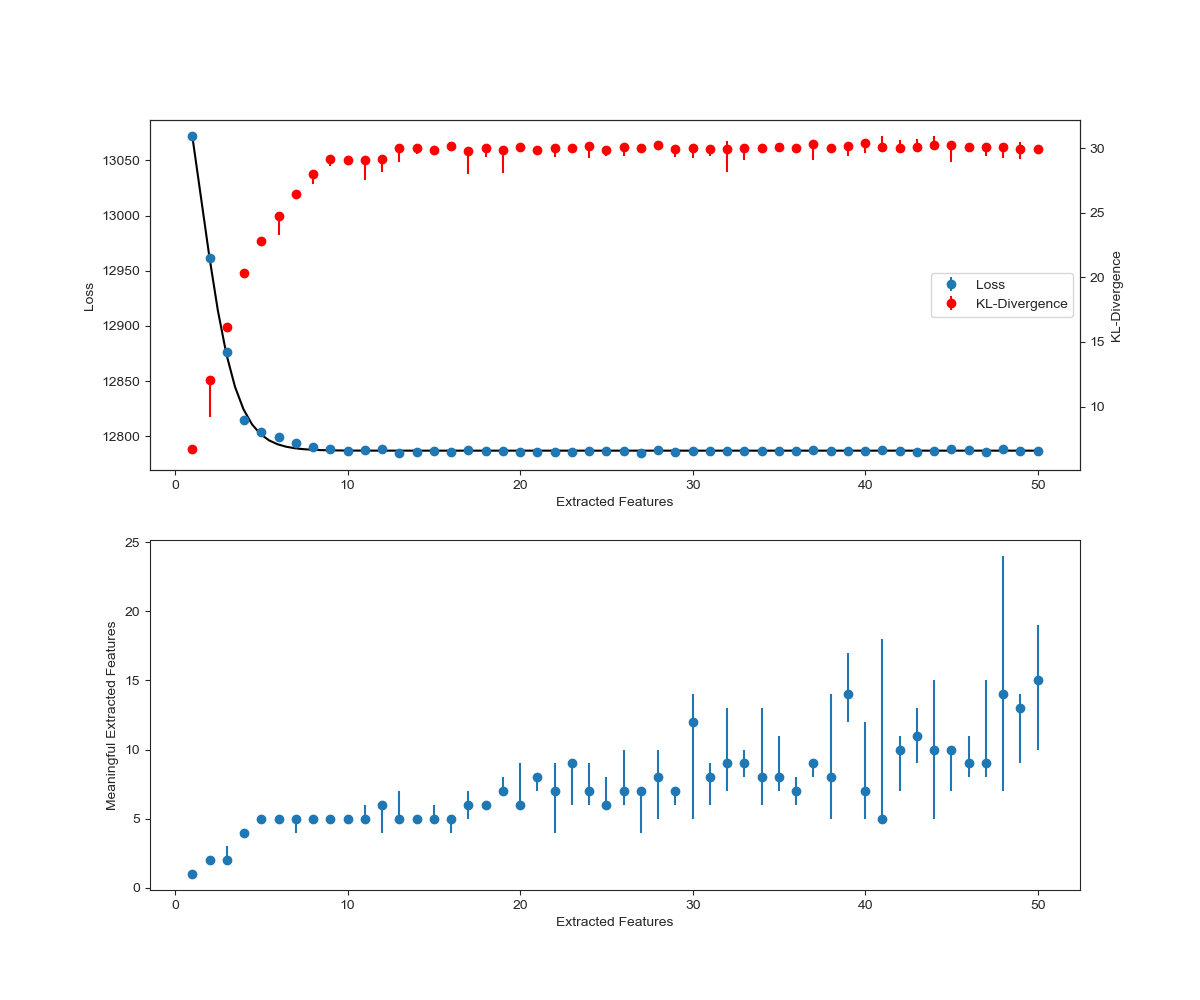 13050
13000
12950
12900
12850
12800
Loss
30
25
20
15
10
KL-Divergence
Loss
KL-Divergence
0 10 20 30 40 50
Extracted Features
25
20
15
10
5
0
Meaningful Extracted Features
0 10 20 30 40 50
Extracted Features